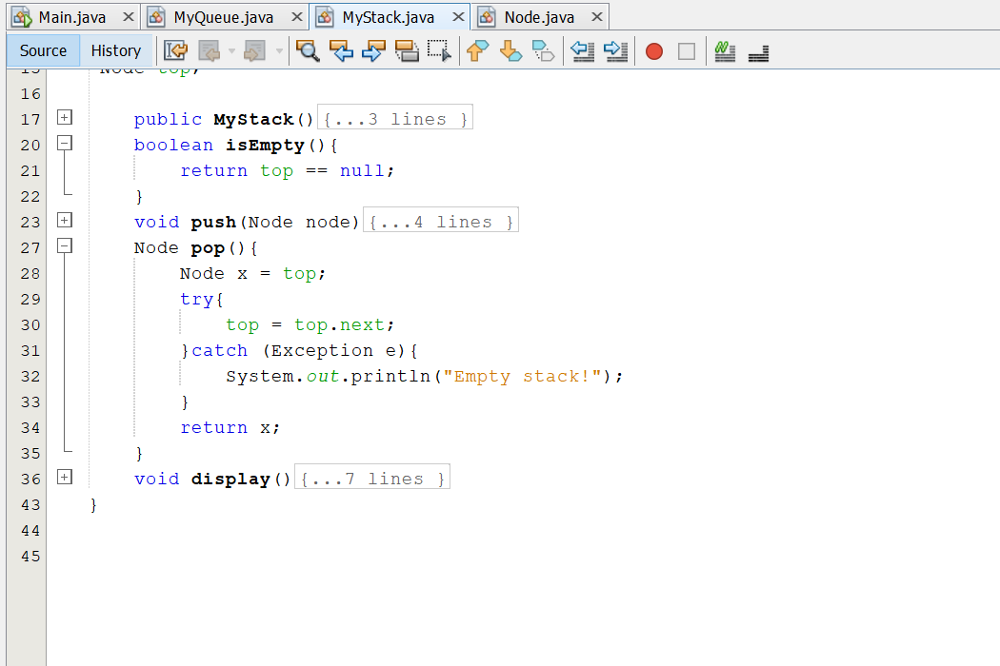 Main.java MyQueue.java MyStack.java Node.java
Source History
15 Node top;
16
17 public MyStack() {...3 lines }
20 boolean isEmpty(){
21 return top == null;
22 }
23 void push(Node node) {...4 lines }
27 Node pop(){
28 Node x = top;
29 try{
30 top = top.next;
31 }catch (Exception e){
32 System.out.println("Empty stack!");
33 }
34 return x;
35 }
36 void display() {...7 lines }
43 }
44
45